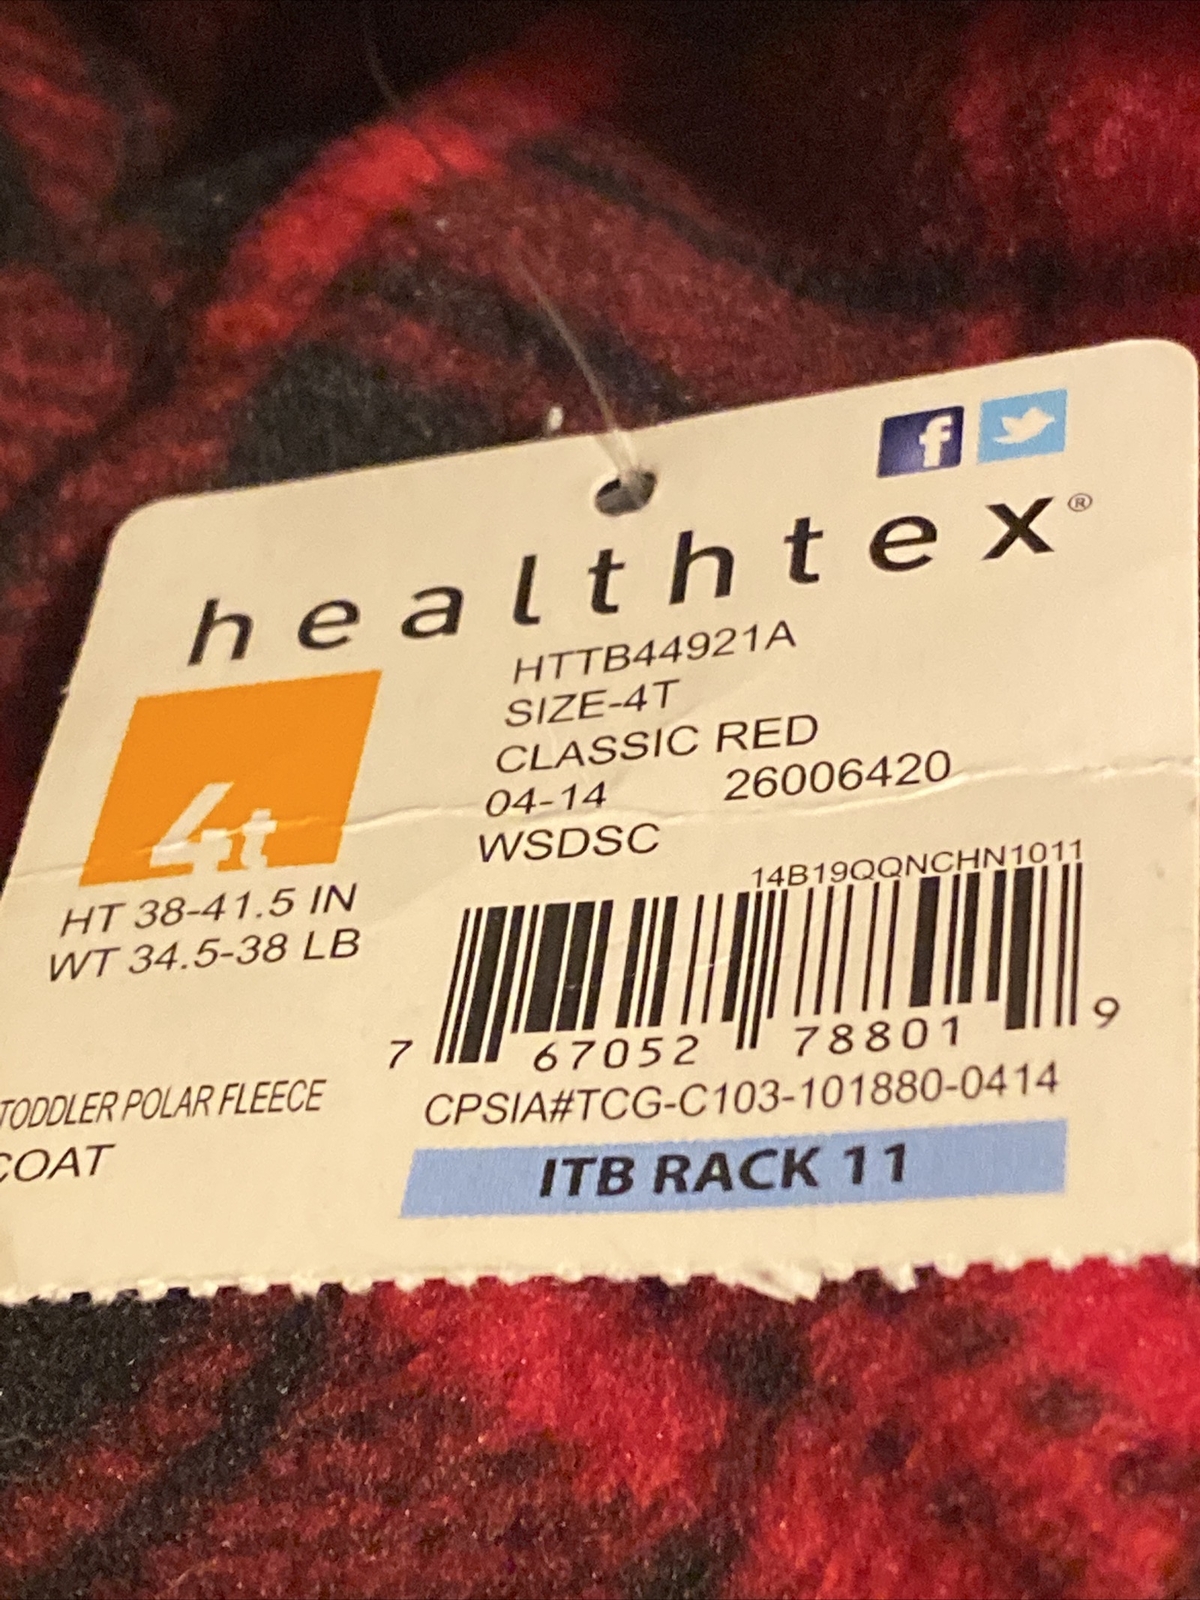 f
healthtex®
HTTB44921A
SIZE-4T
CLASSIC RED
04-14 26006420
WSDSC
4t
HT 38-41.5 IN
WT 34.5-38 LB
14B19QQNCHN1011
7 67052 78801 9
TODDLER POLAR FLEECE
COAT
CPSIA#TCG-C103-101880-0414
ITB RACK 11